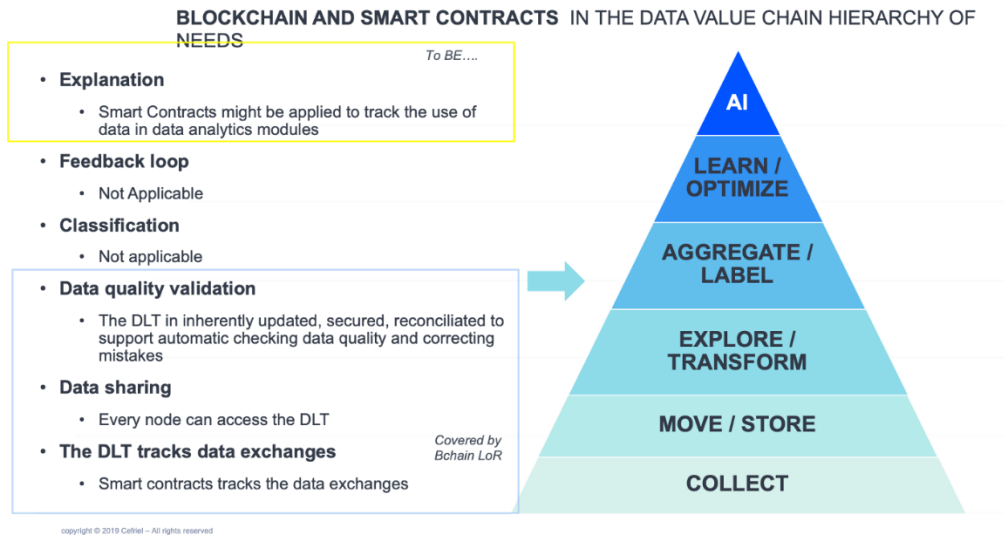 BLOCKCHAIN AND SMART CONTRACTS IN THE DATA VALUE CHAIN HIERARCHY OF
NEEDS
To BE....
• Explanation
• Smart Contracts might be applied to track the use of
data in data analytics modules
• Feedback loop
• Not Applicable
• Classification
• Not applicable
• Data quality validation
• The DLT in inherently updated, secured, reconciliated to
support automatic checking data quality and correcting
mistakes
• Data sharing
• Every node can access the DLT
• The DLT tracks data exchanges
• Smart contracts tracks the data exchanges
Covered by
Bchain LoR
AI
LEARN /
OPTIMIZE
AGGREGATE /
LABEL
EXPLORE /
TRANSFORM
MOVE / STORE
COLLECT
copyright © 2019 Cefriel – All rights reserved